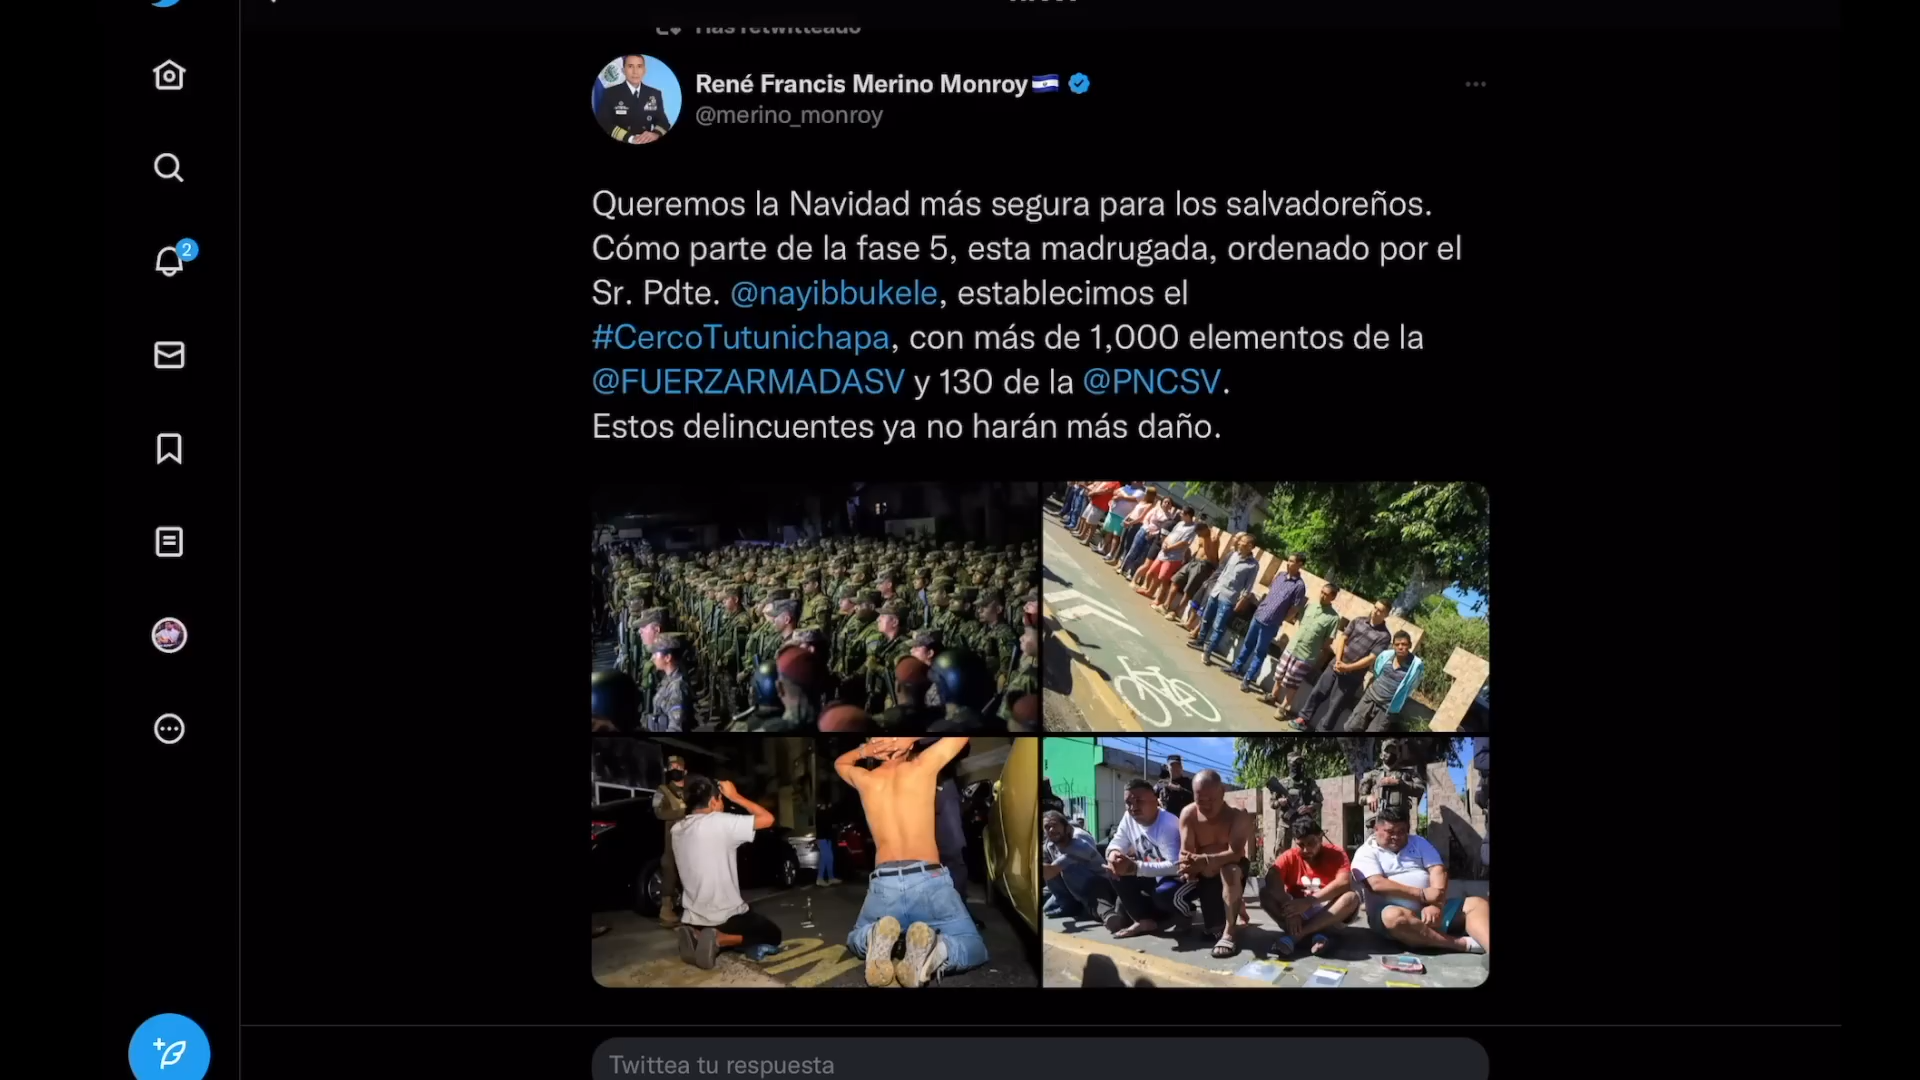 Has retwitteado
René Francis Merino Monroy
@merino_monroy
Queremos la Navidad más segura para los salvadoreños.
Cómo parte de la fase 5, esta madrugada, ordenado por el
Sr. Pdte. @nayibbukele, establecimos el
#CercoTutunichapa, con más de 1,000 elementos de la
@FUERZARMADASV y 130 de la @PNCSV.
Estos delincuentes ya no harán más daño.
2
Twittea tu respuesta